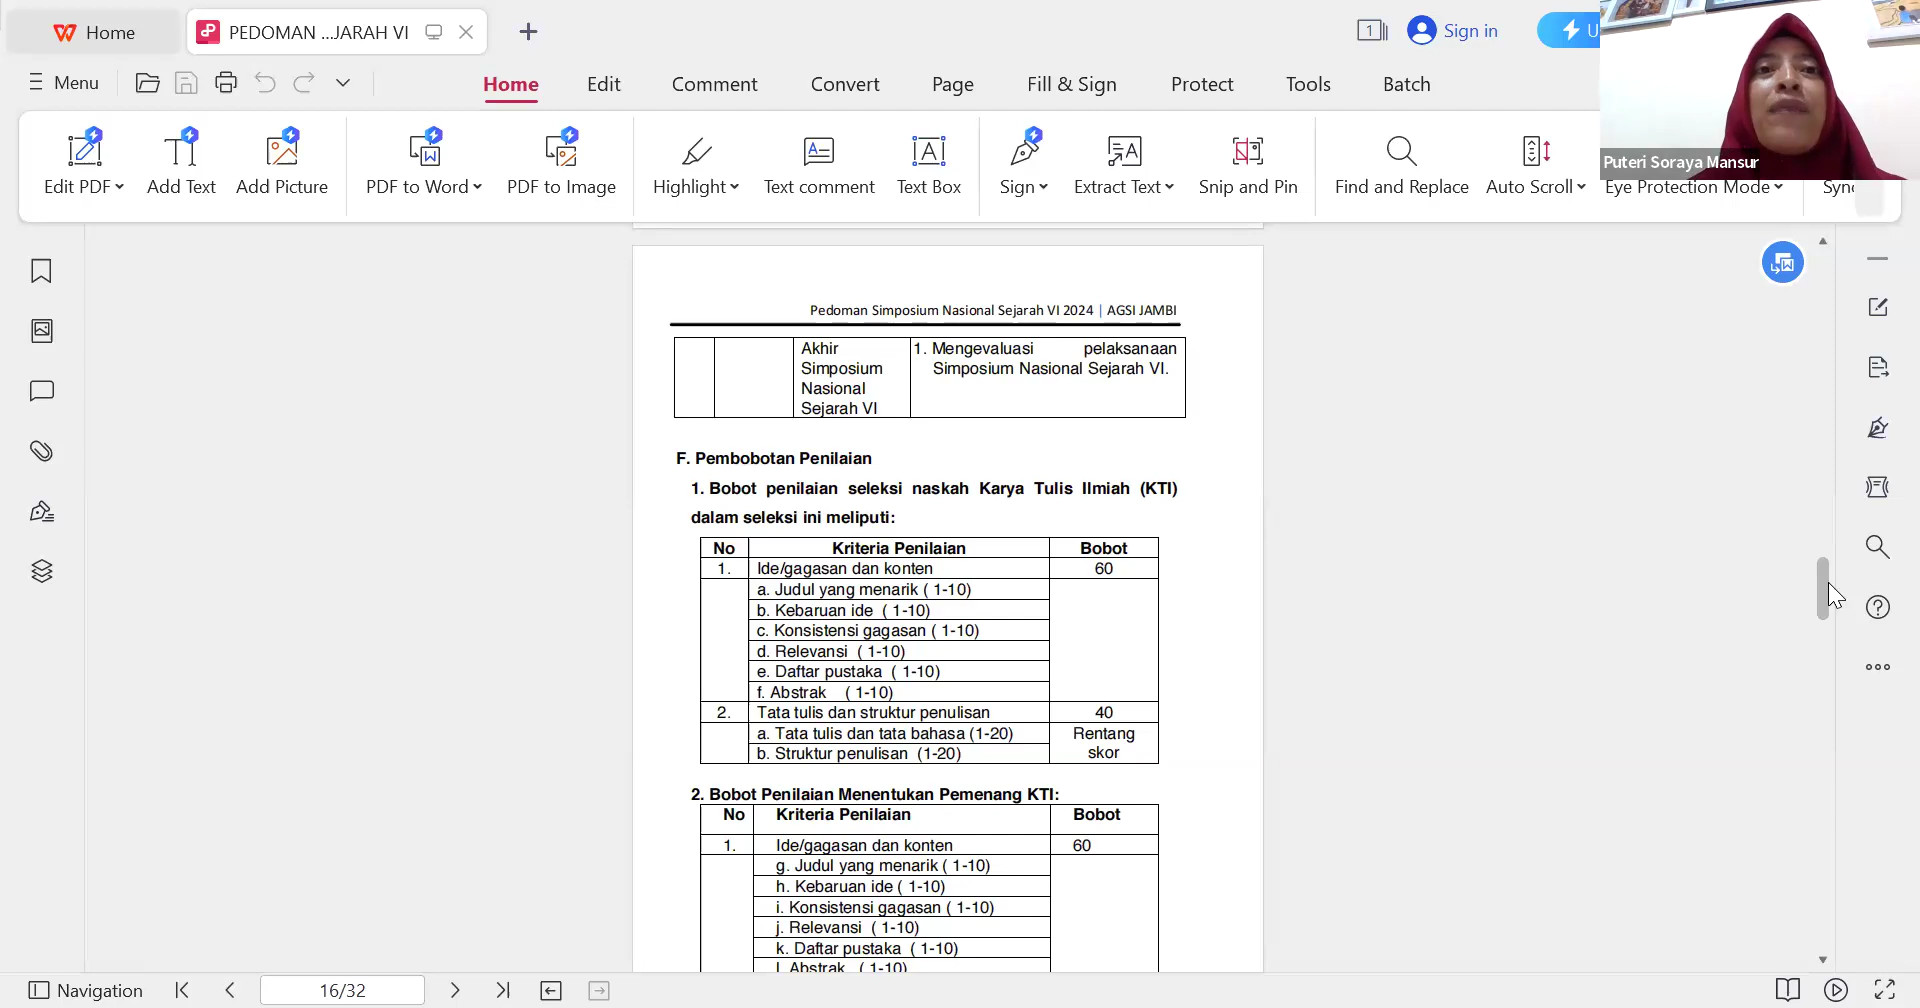 Home
PEDOMAN ...JARAH VI
1
Sign in
U
Menu
Home
Edit
Comment
Convert
Page
Fill & Sign
Protect
Tools
Batch
Edit PDF
Add Text
Add Picture
PDF to Word
PDF to Image
Highlight
Text comment
Text Box
Sign
Extract Text
Snip and Pin
Find and Replace
Auto Scroll
Eye Protection Mode
Sync
Puteri Soraya Mansur
Pedoman Simposium Nasional Sejarah VI 2024 | AGSI JAMBI
Akhir
Simposium
Nasional
Sejarah VI
1. Mengevaluasi pelaksanaan
Simposium Nasional Sejarah VI.
F. Pembobotan Penilaian
1. Bobot penilaian seleksi naskah Karya Tulis Ilmiah (KTI)
dalam seleksi ini meliputi:
No Kriteria Penilaian Bobot
1. Ide/gagasan dan konten 60
a. Judul yang menarik ( 1-10)
b. Kebaruan ide ( 1-10)
c. Konsistensi gagasan ( 1-10)
d. Relevansi ( 1-10)
e. Daftar pustaka ( 1-10)
f. Abstrak ( 1-10)
2. Tata tulis dan struktur penulisan 40
a. Tata tulis dan tata bahasa (1-20)
b. Struktur penulisan (1-20)
Rentang
skor
2. Bobot Penilaian Menentukan Pemenang KTI:
No Kriteria Penilaian Bobot
1. Ide/gagasan dan konten 60
g. Judul yang menarik ( 1-10)
h. Kebaruan ide ( 1-10)
i. Konsistensi gagasan ( 1-10)
j. Relevansi ( 1-10)
k. Daftar pustaka ( 1-10)
l. Abstrak ( 1-10)
Navigation
16/32